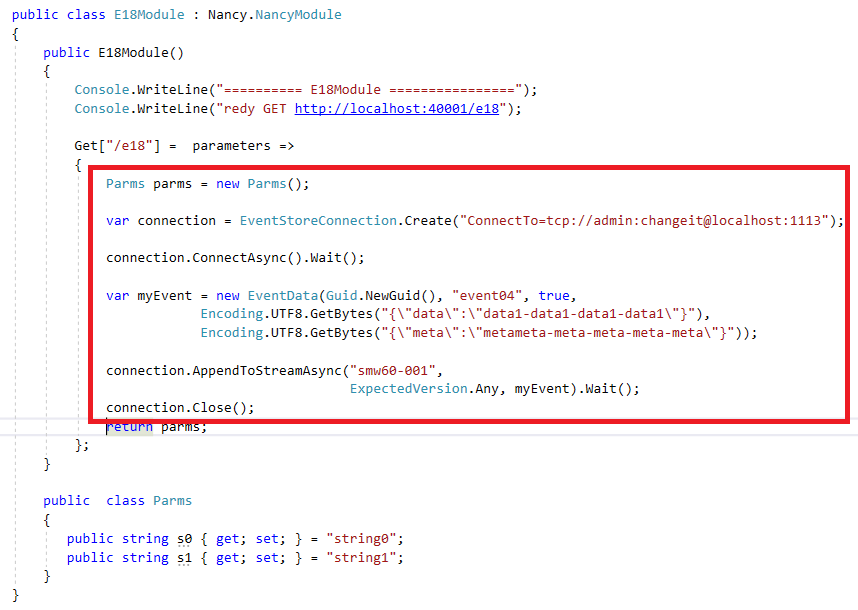 public class E18Module : Nancy.NancyModule
{
public E18Module()
{
Console.WriteLine("========== E18Module ================");
Console.WriteLine("redy GET http://localhost:40001/e18");
Get["/e18"] =  parameters =>
{
Parms parms = new Parms();
var connection = EventStoreConnection.Create("ConnectTo=tcp://admin:changeit@localhost:1113");
connection.ConnectAsync().Wait();
var myEvent = new EventData(Guid.NewGuid(), "event04", true,
Encoding.UTF8.GetBytes("{\"data\":\"data1-data1-data1-data1\"}"),
Encoding.UTF8.GetBytes("{\"meta\":\"metameta-meta-meta-meta-meta\"}"));
connection.AppendToStreamAsync("smw60-001",
ExpectedVersion.Any, myEvent).Wait();
connection.Close();
return parms;
};
}
public  class Parms
{
public string s0 { get; set; } = "string0";
public string s1 { get; set; } = "string1";
}
}